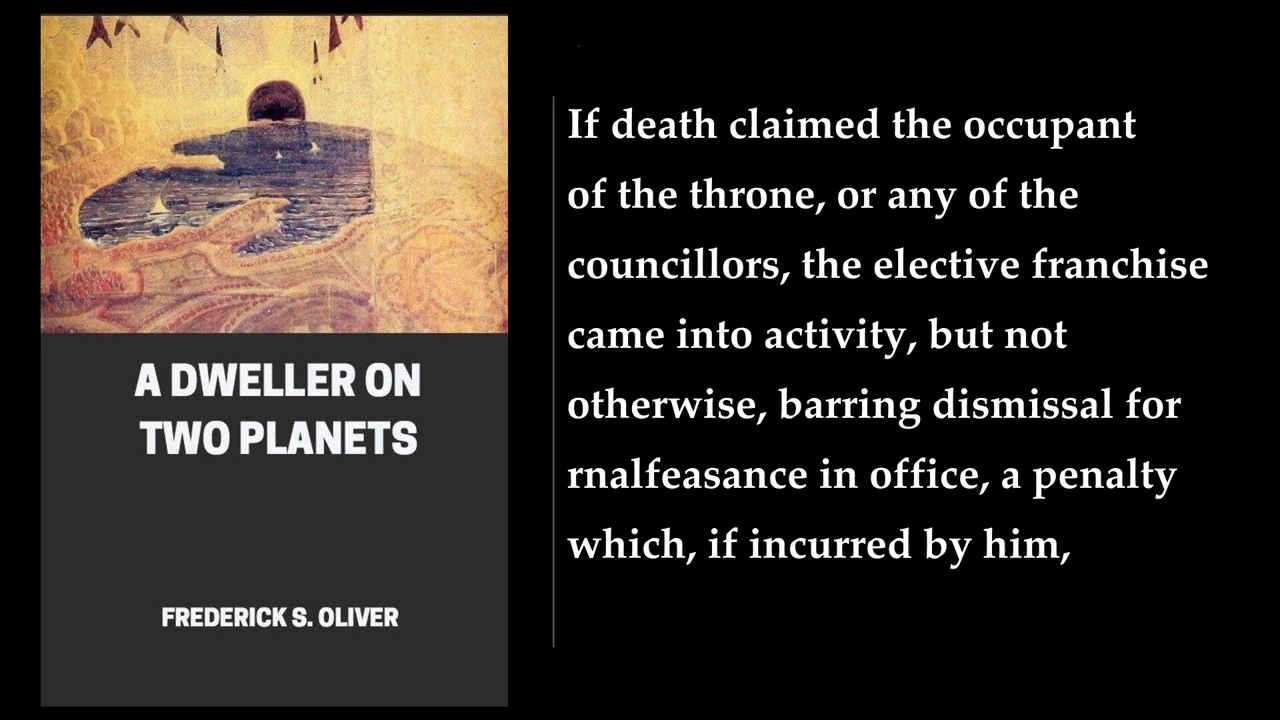 A DWELLER ON
TWO PLANETS
FREDERICK S. OLIVER
If death claimed the occupant
of the throne, or any of the
councillors, the elective franchise
came into activity, but not
otherwise, barring dismissal for
rnalfeasance in office, a penalty
which, if incurred by him,